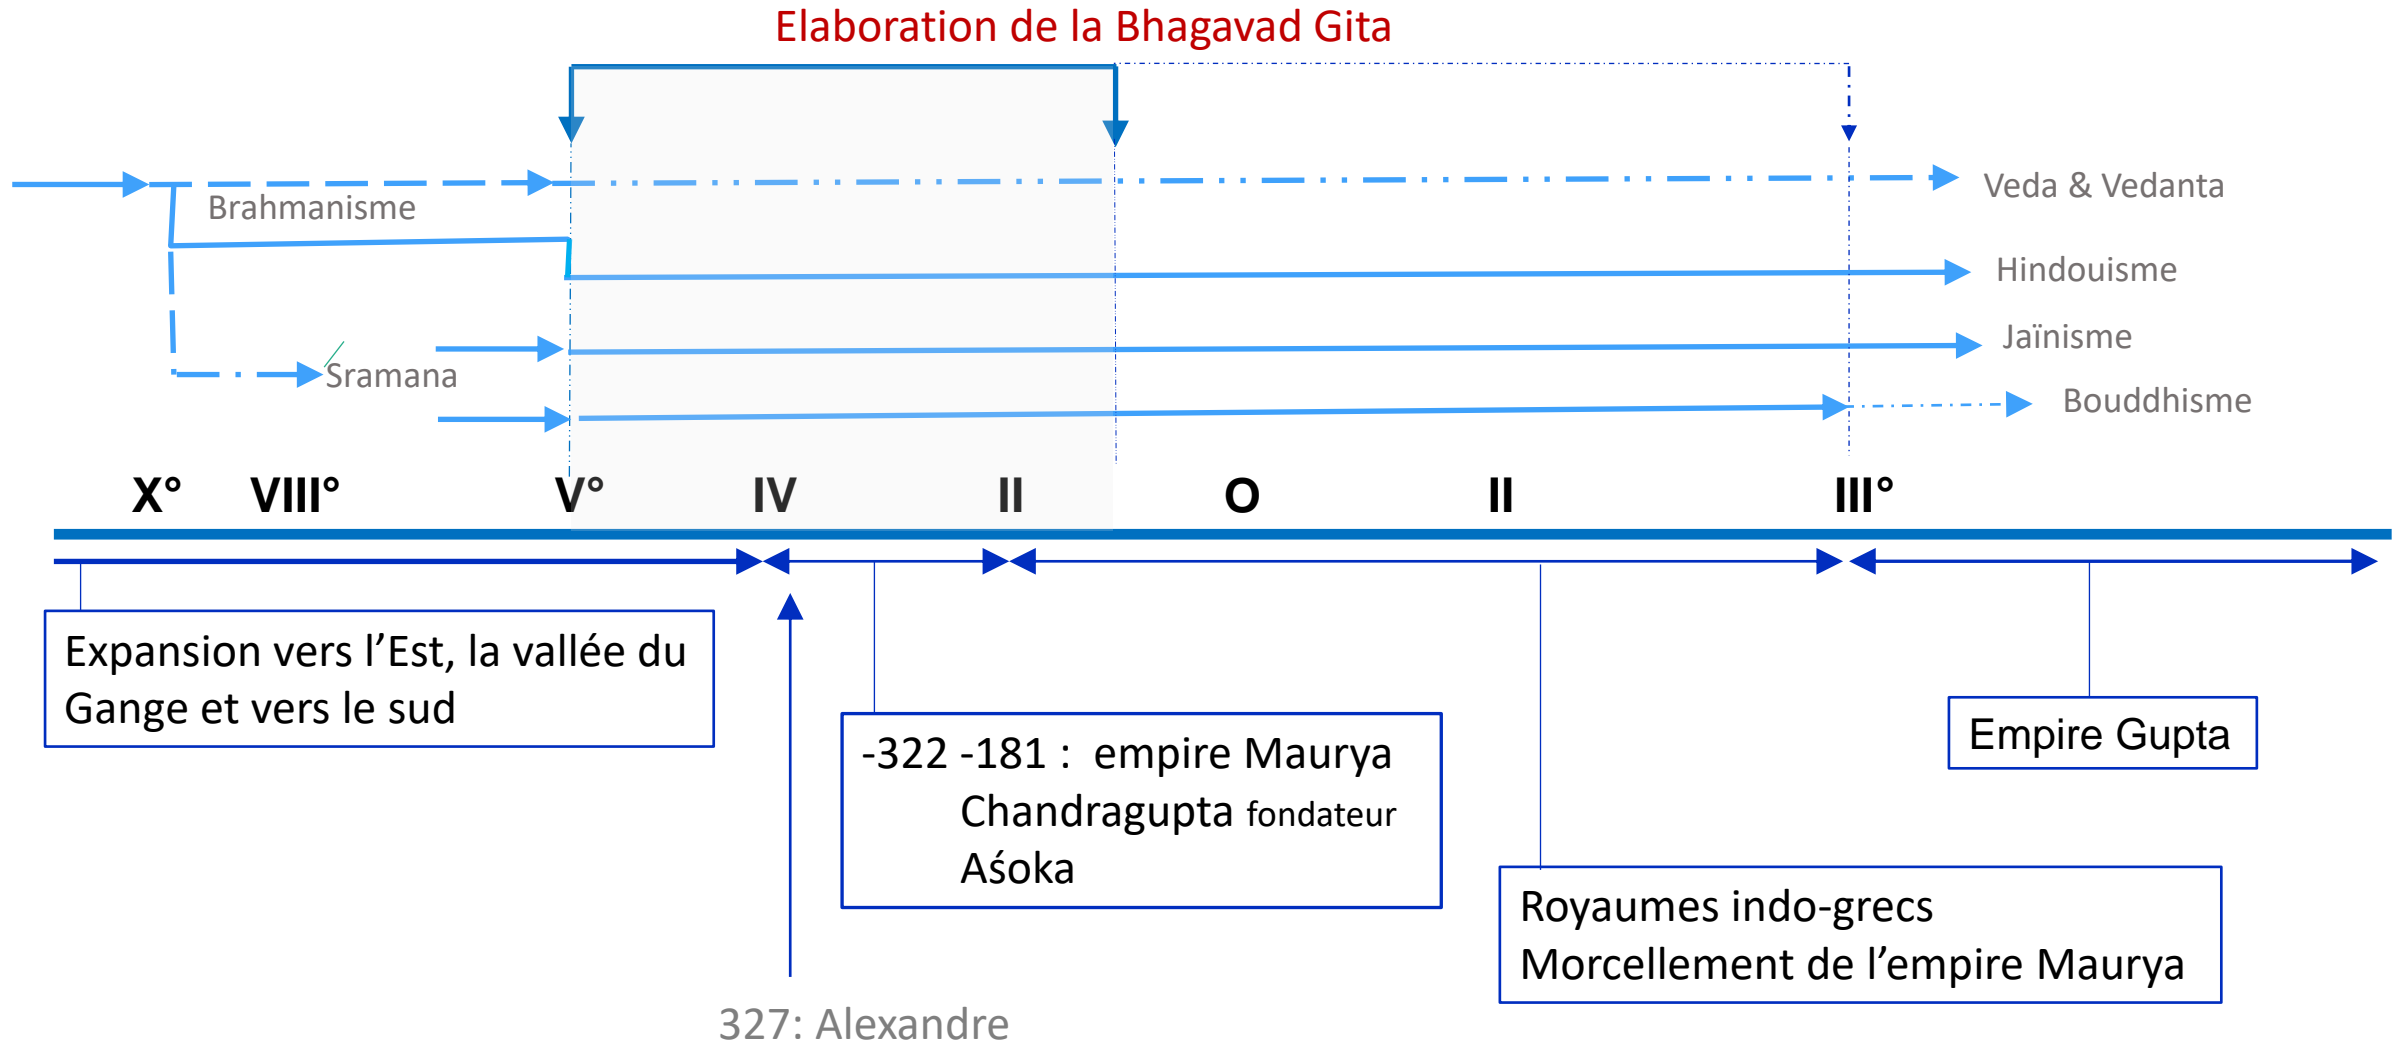 Elaboration de la Bhagavad Gita
Brahmanisme
Veda & Vedanta
Hindouisme
Jaïnisme
Sramana
Bouddhisme
X° VIII° V° IV II O II III°
Expansion vers l’Est, la vallée du
Gange et vers le sud
-322 -181 : empire Maurya
Chandragupta fondateur
Aśoka
Empire Gupta
Royaumes indo-grecs
Morcellement de l’empire Maurya
327: Alexandre